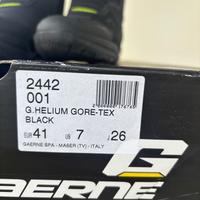 2442
001
G.HELIUM GORE-TEX
BLACK
EUR 41 US 7 J 26
GAERNE SPA - MASER (TV) - ITALY
G
GAERNE